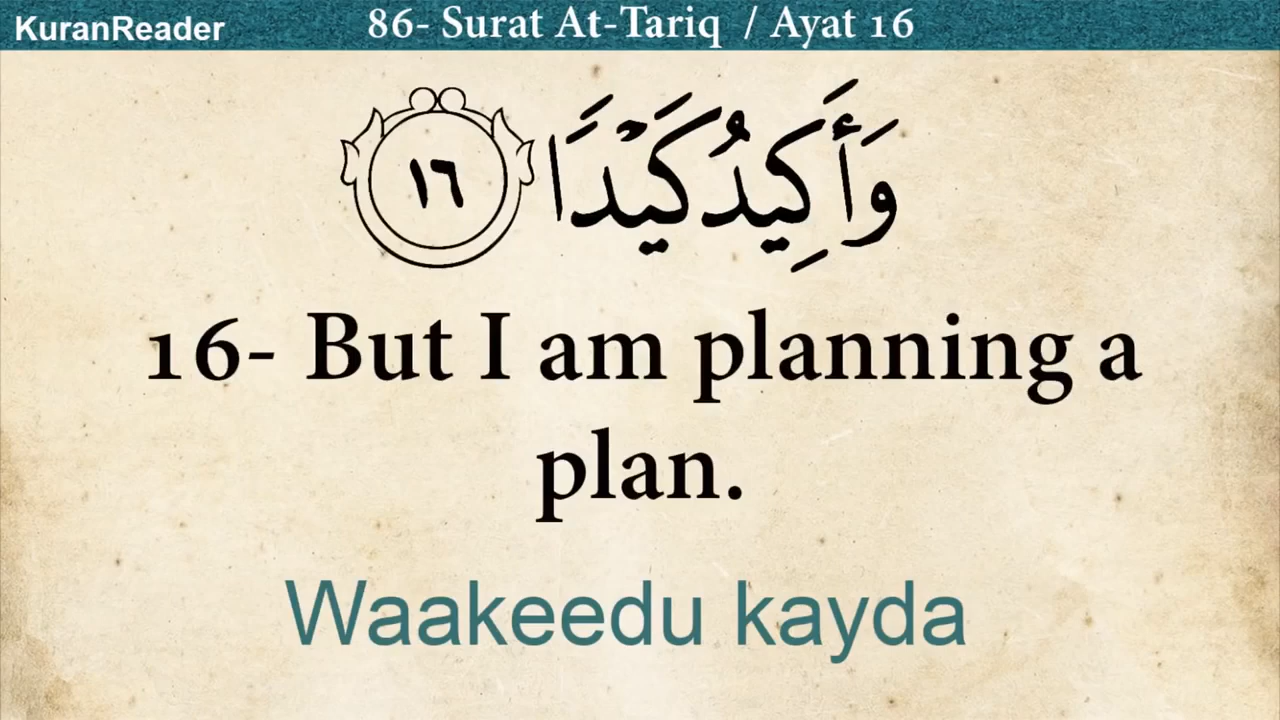 KuranReader
86- Surat At-Tariq / Ayat 16
وَأَكِيدُ كَيْدًا ١٦
16- But I am planning a
plan.
Waakeedu kayda